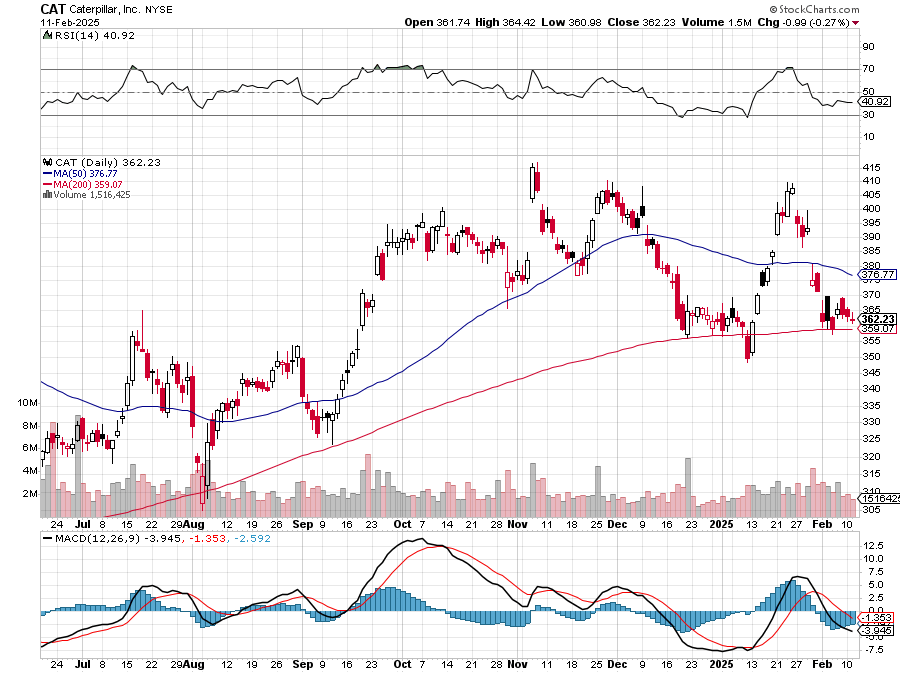 CAT Caterpillar, Inc. NYSE
© StockCharts.com
11-Feb-2025
Open 361.74 High 364.42 Low 360.98 Close 362.23 Volume 1.5M Chg -0.99 (-0.27%)
RSI(14) 40.92
90
70
50
40.92
30
10
CAT (Daily) 362.23
MA(50) 376.77
MA(200) 359.07
Volume 1,516,425
415
410
405
400
395
390
385
380
376.77
375
370
365
362.23
359.07
355
350
345
340
335
330
325
320
315
310
305
10M
8M
6M
4M
2M
1516425
24 Jul 8 15 22 29 Aug 12 19 26 Sep 9 16 23 Oct 7 14 21 28 Nov 11 18 25 Dec 9 16 23 2025 13 21 27 Feb 10
MACD(12,26,9) -3.945, -1.353, -2.592
12.5
10.0
7.5
5.0
2.5
0.0
-1.353
-3.945
-5.0
-7.5
24 Jul 8 15 22 29 Aug 12 19 26 Sep 9 16 23 Oct 7 14 21 28 Nov 11 18 25 Dec 9 16 23 2025 13 21 27 Feb 10